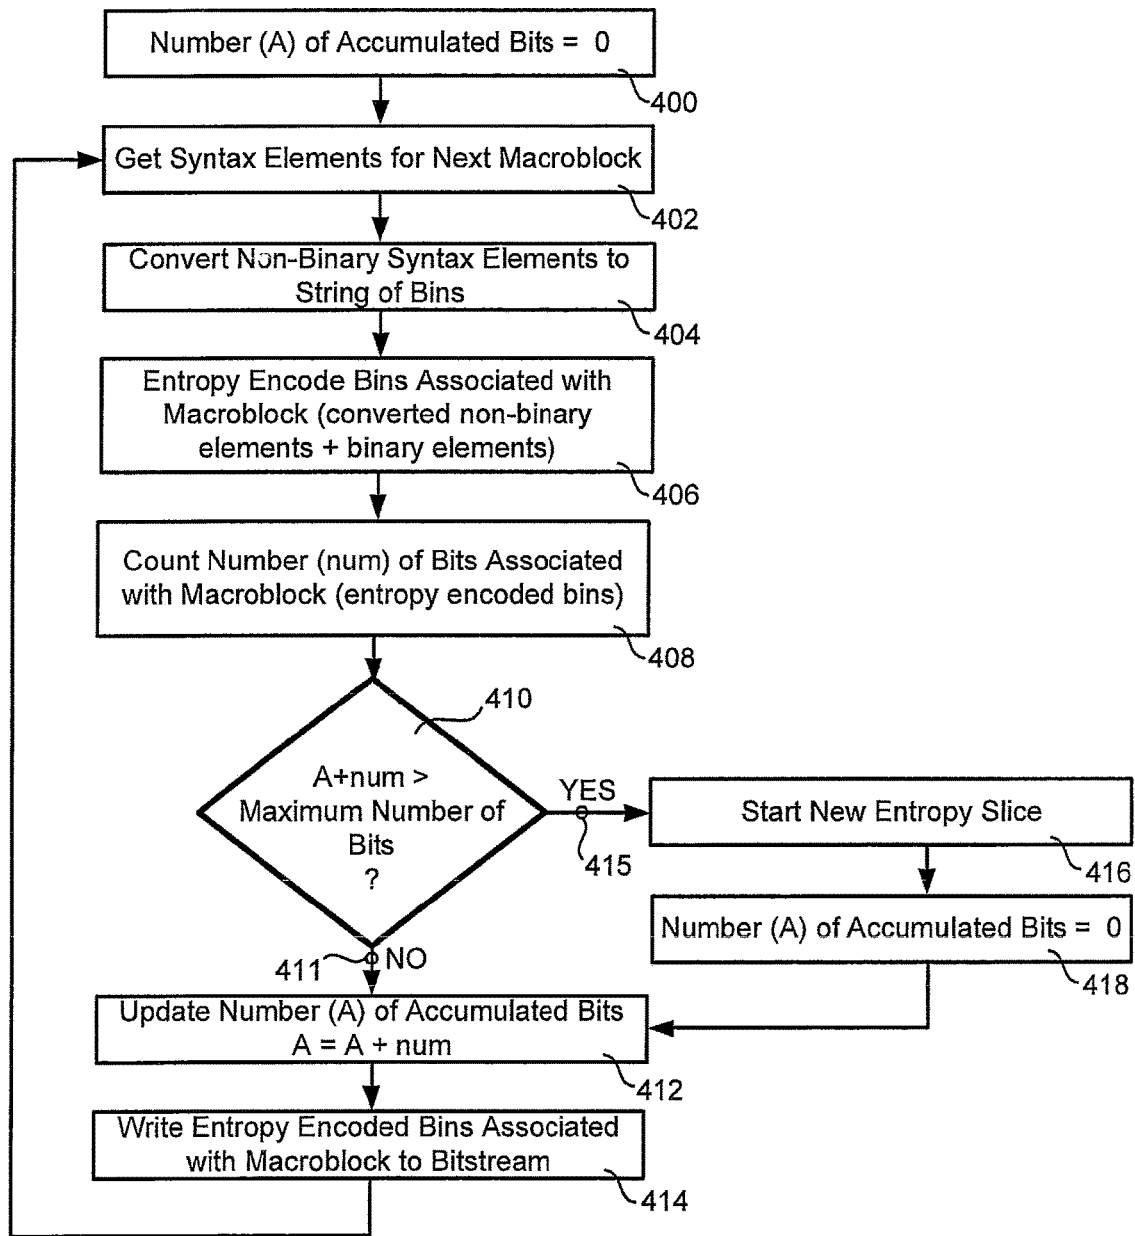 Number (A) of Accumulated Bits = 0
400
Get Syntax Elements for Next Macroblock
402
Convert Non-Binary Syntax Elements to
String of Bins
404
Entropy Encode Bins Associated with
Macroblock (converted non-binary
elements + binary elements)
406
Count Number (num) of Bits Associated
with Macroblock (entropy encoded bins)
408
410
A+num >
Maximum Number of
Bits
?
YES
415
Start New Entropy Slice
416
Number (A) of Accumulated Bits = 0
418
411
NO
Update Number (A) of Accumulated Bits
A = A + num
412
Write Entropy Encoded Bins Associated
with Macroblock to Bitstream
414